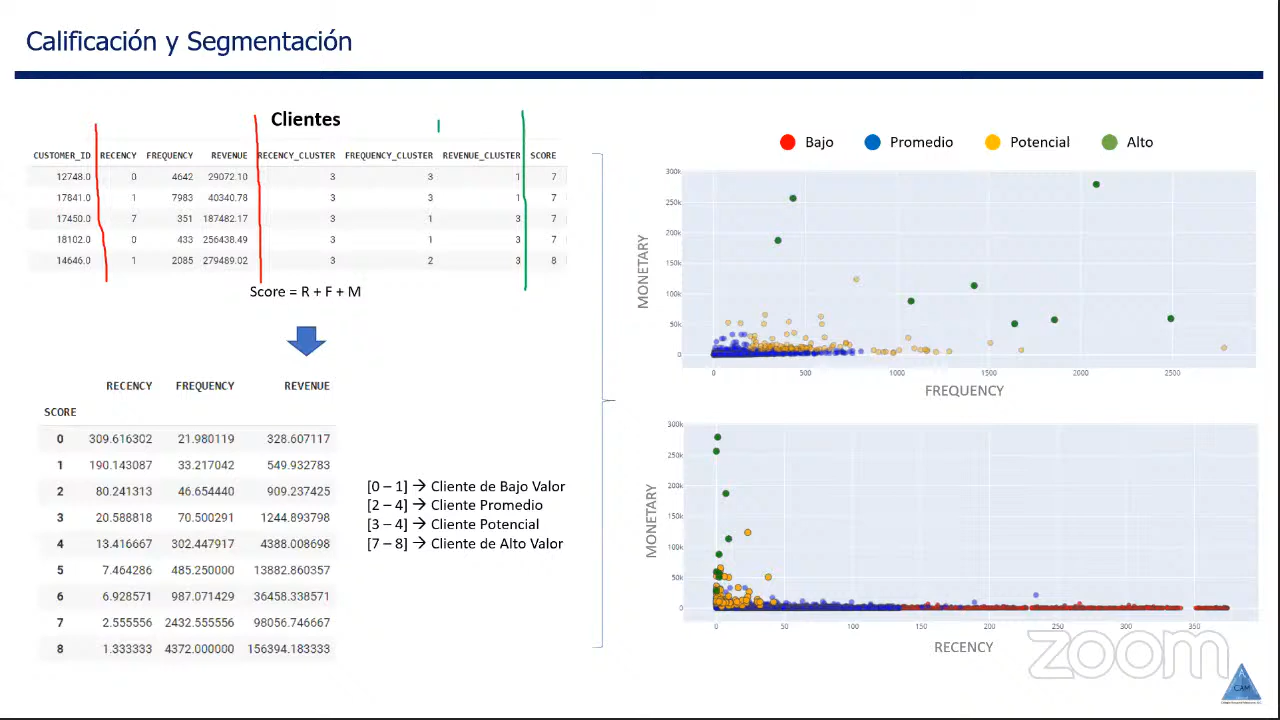 Calificación y Segmentación
Clientes
CUSTOMER_ID RECENCY FREQUENCY REVENUE RECENCY_CLUSTER FREQUENCY_CLUSTER REVENUE_CLUSTER SCORE
12748.0 0 4642 29072.10 3 3 1 7
17841.0 1 7983 40340.78 3 3 1 7
17450.0 7 351 187482.17 3 1 3 7
18102.0 0 433 256438.49 3 1 3 7
14646.0 1 2085 279489.02 3 2 3 8
Score = R + F + M
RECENCY FREQUENCY REVENUE
SCORE
0 309.616302 21.980119 328.607117
1 190.143087 33.217042 549.932783
2 80.241313 46.654440 909.237425
3 20.588818 70.500291 1244.893798
4 13.416667 302.447917 4388.008698
5 7.464286 485.250000 13882.860357
6 6.928571 987.071429 36458.338571
7 2.555556 2432.555556 98056.746667
8 1.333333 4372.000000 156394.183333
[0 – 1] → Cliente de Bajo Valor
[2 – 4] → Cliente Promedio
[3 – 4] → Cliente Potencial
[7 – 8] → Cliente de Alto Valor
Bajo Promedio Potencial Alto
MONETARY
300k
250k
200k
150k
100k
50k
0
0 500 1000 1500 2000 2500
FREQUENCY
MONETARY
300k
250k
200k
150k
100k
50k
0
0 50 100 150 200 250 300 350
RECENCY
zoom
CAM